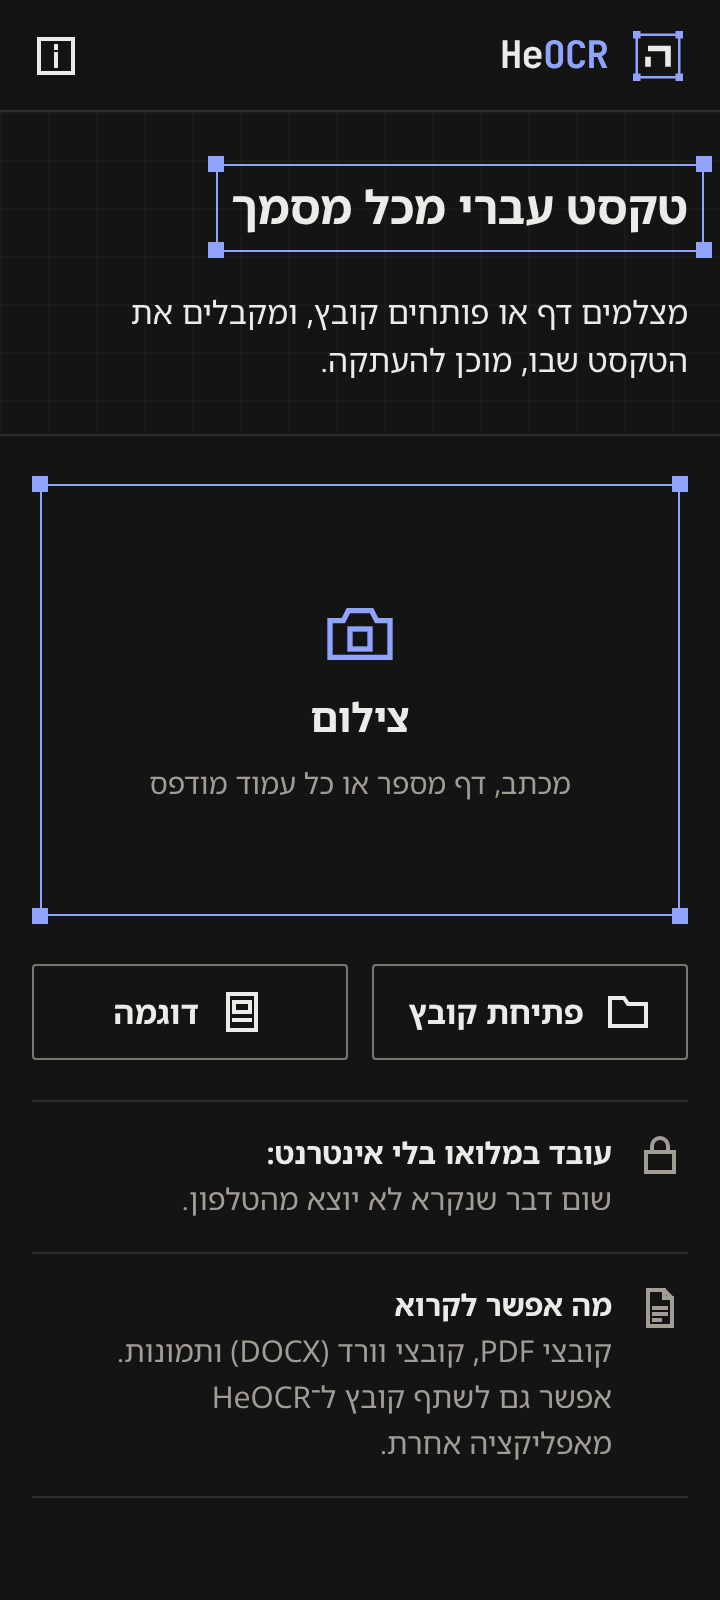 HeOCR
טקסט עברי מכל מסמך
מצלמים דף או פותחים קובץ, ומקבלים את
הטקסט שבו, מוכן להעתקה.
צילום
מכתב, דף מספר או כל עמוד מודפס
פתיחת קובץ
דוגמה
עובד במלואו בלי אינטרנט:
שום דבר שנקרא לא יוצא מהטלפון.
מה אפשר לקרוא
קובצי PDF, קובצי וורד (DOCX) ותמונות.
אפשר גם לשתף קובץ ל־HeOCR
מאפליקציה אחרת.